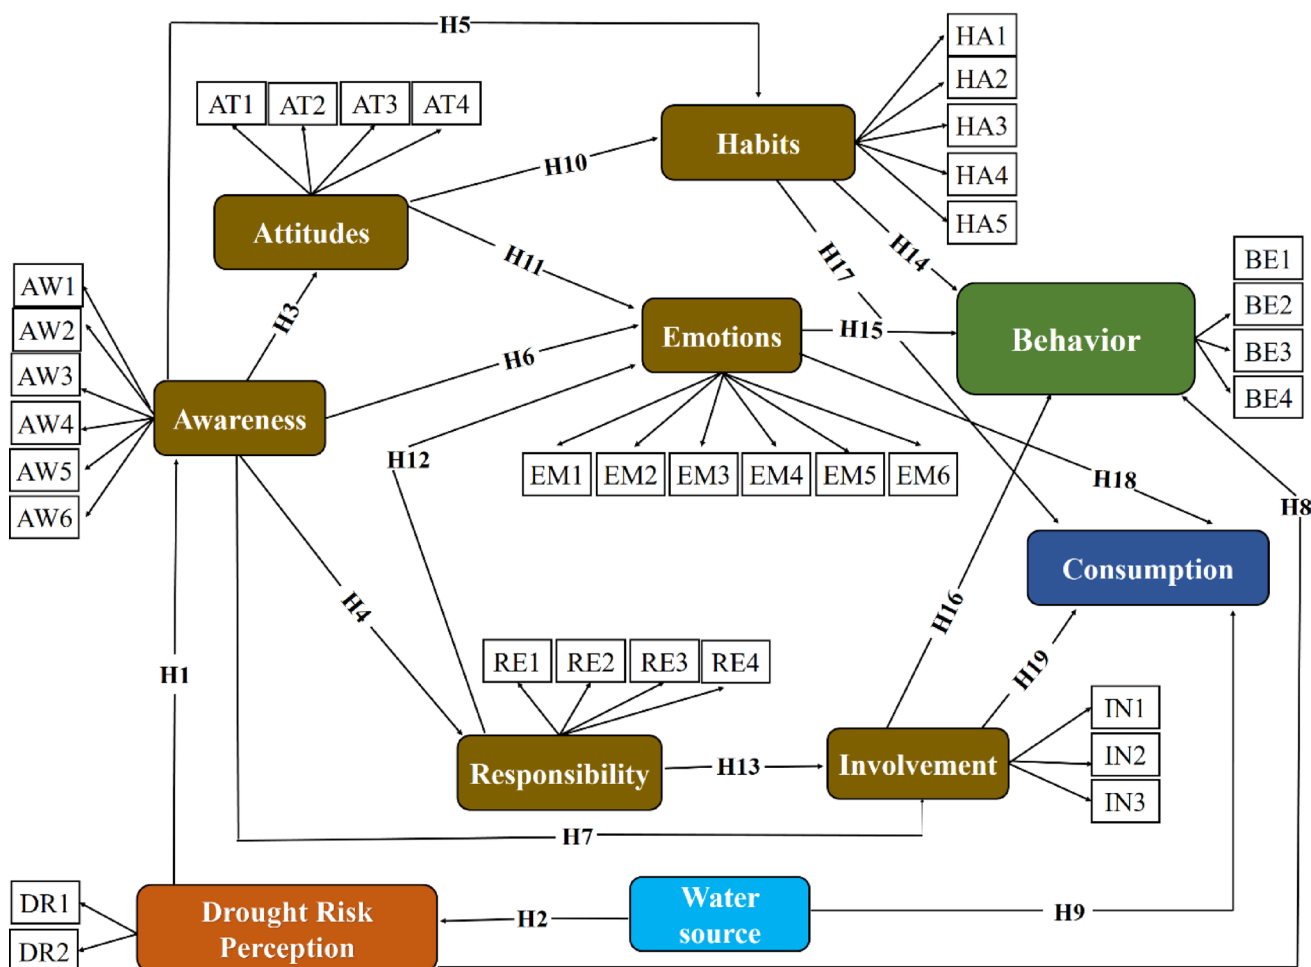 H5
HA1
HA2
HA3
HA4
HA5
AT1
AT2
AT3
AT4
Habits
H10
Attitudes
H11
H17
H14
BE1
BE2
BE3
BE4
AW1
AW2
AW3
AW4
AW5
AW6
H3
H6
Emotions
H15
Behavior
Awareness
H12
EM1
EM2
EM3
EM4
EM5
EM6
H18
H8
Consumption
H4
H16
H19
H1
RE1
RE2
RE3
RE4
Responsibility
H13
Involvement
IN1
IN2
IN3
H7
DR1
DR2
Drought Risk
Perception
H2
Water
source
H9